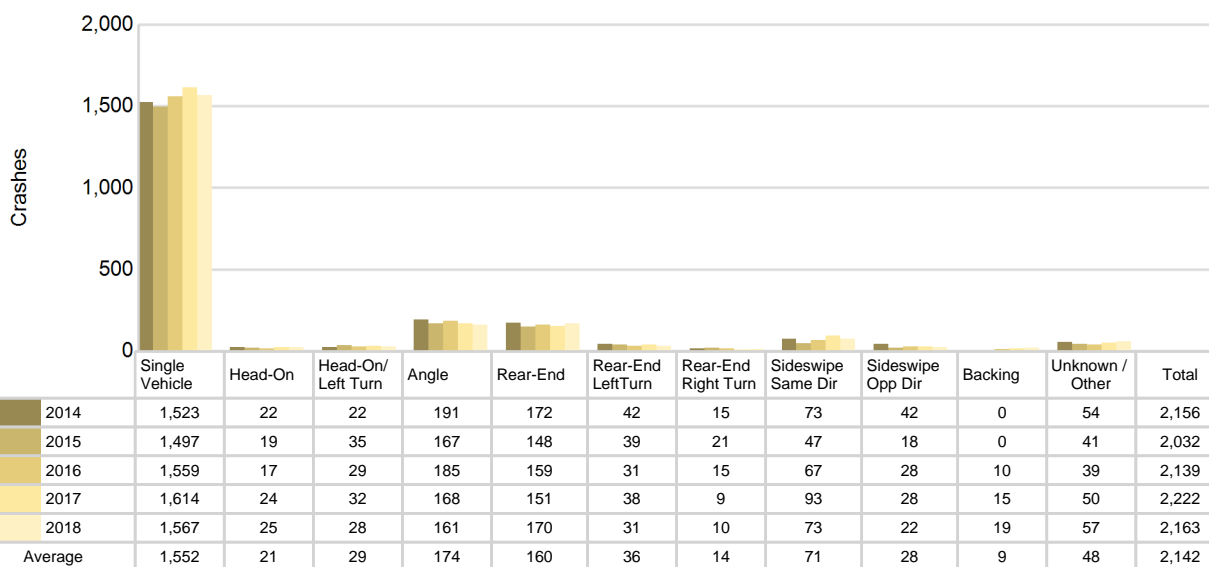 2,000
1,500
1,000
500
0
Crashes
Single Vehicle Head-On Head-On/ Left Turn Angle Rear-End Rear-End LeftTurn Rear-End Right Turn Sideswipe Same Dir Sideswipe Opp Dir Backing Unknown / Other Total
2014 1,523 22 22 191 172 42 15 73 42 0 54 2,156
2015 1,497 19 35 167 148 39 21 47 18 0 41 2,032
2016 1,559 17 29 185 159 31 15 67 28 10 39 2,139
2017 1,614 24 32 168 151 38 9 93 28 15 50 2,222
2018 1,567 25 28 161 170 31 10 73 22 19 57 2,163
Average 1,552 21 29 174 160 36 14 71 28 9 48 2,142